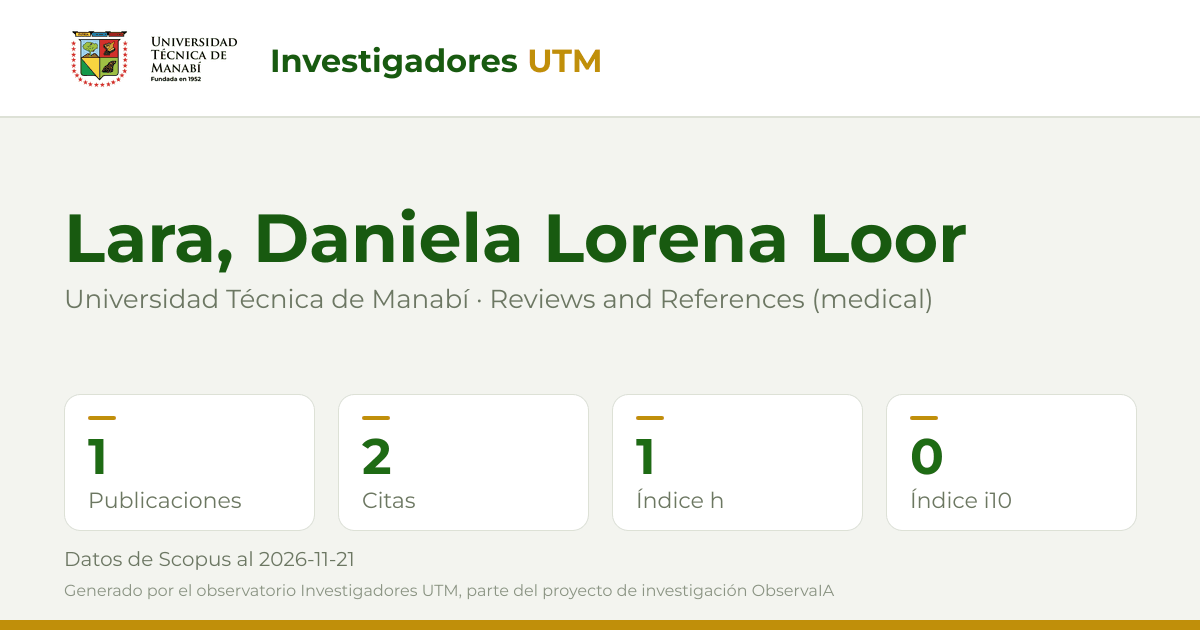 UNIVERSIDAD
TÉCNICA DE
MANABÍ
Fundada en 1952
Investigadores UTM
Lara, Daniela Lorena Loor
Universidad Técnica de Manabí · Reviews and References (medical)
1
Publicaciones
2
Citas
1
Índice h
0
Índice i10
Datos de Scopus al 2026-11-21
Generado por el observatorio Investigadores UTM, parte del proyecto de investigación ObservaIA